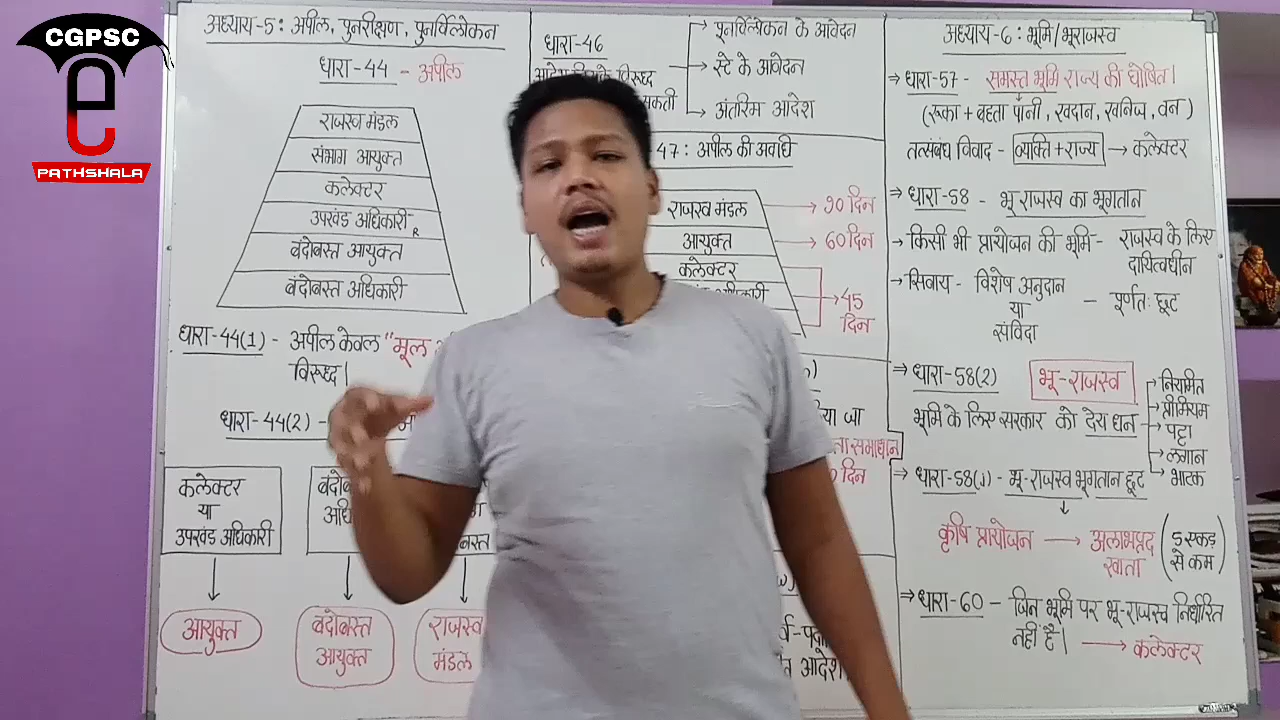 CGPSC
PATHSHALA
अध्याय-5: अपील, पुनरीक्षण, पुनर्विलोकन
धारा-44 - अपील
राजस्व मंडल
संभाग आयुक्त
कलेक्टर
उपखंड अधिकारी R
बंदोबस्त आयुक्त
बंदोबस्त अधिकारी
धारा-44(1) - अपील केवल "मूल
विरूध्द।
धारा-44(2) -
कलेक्टर
या
उपखंड अधिकारी
आयुक्त
बंदोबस्त
आयुक्त
राजस्व
मंडल
धारा-46
विरूध्द
सकती
पुनर्विलोकन के आवेदन
स्टे के आवेदन
अंतरिम आदेश
47: अपील की अवधि
राजस्व मंडल → 90 दिन
आयुक्त → 60 दिन
कलेक्टर
अधिकारी
→ 45
दिन
जा
समाधान
दिन
आदेश
अध्याय-6: भूमि/भूराजस्व
→ धारा-57 - समस्त भूमि राज्य की घोषित।
(रूका + बहता पानी, खदान, खनिज, वन)
तत्संबंध विवाद - व्यक्ति + राज्य → कलेक्टर
→ धारा-58 - भू राजस्व का भूगतान
→ किसी भी प्रायोजन की भूमि - राजस्व के लिए
दायित्वधीन
→ सिवाय - विशेष अनुदान
या
संविदा
- पूर्णतः छूट
→ धारा-58(2) भू-राजस्व
भूमि के लिए सरकार को देय धन
नियमित
प्रीमियम
पट्टा
लगान
भाटक
→ धारा-58(1) - भू-राजस्व भूगतान छूट
कृषि प्रायोजन → अलाभप्रद
खाता
(5 एकड़
से कम)
→ धारा-60 - जिन भूमि पर भू-राजस्व निर्धारित
नहीं है। → कलेक्टर